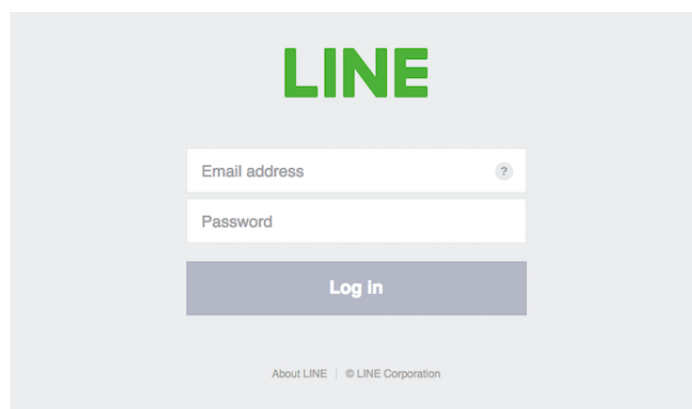 LINE
Email address ?
Password
Log in
About LINE | © LINE Corporation